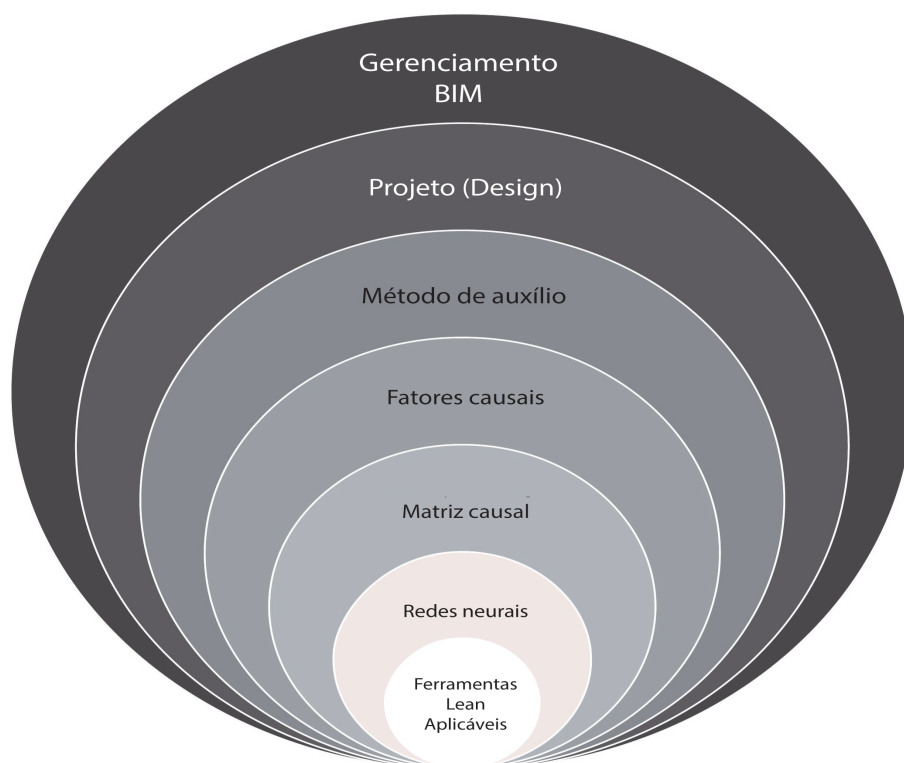 Gerenciamento
BIM
Projeto (Design)
Método de auxílio
Fatores causais
Matriz causal
Redes neurais
Ferramentas
Lean
Aplicáveis